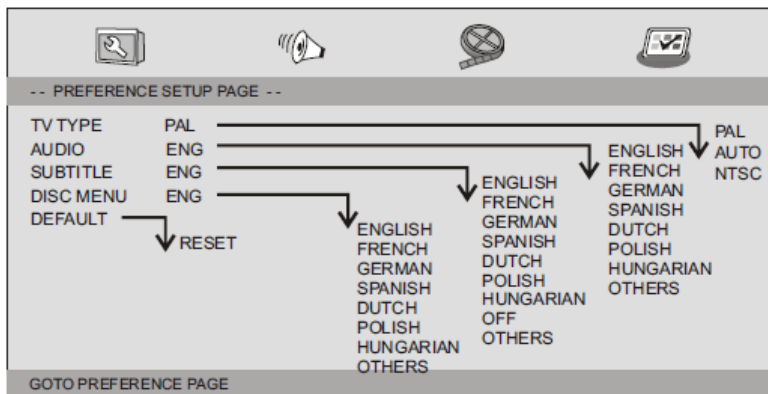 - - PREFERENCE SETUP PAGE - -
TV TYPE PAL
AUDIO ENG
SUBTITLE ENG
DISC MENU ENG
DEFAULT
RESET
ENGLISH
FRENCH
GERMAN
SPANISH
DUTCH
POLISH
HUNGARIAN
OTHERS
ENGLISH
FRENCH
GERMAN
SPANISH
DUTCH
POLISH
HUNGARIAN
OFF
OTHERS
ENGLISH
FRENCH
GERMAN
SPANISH
DUTCH
POLISH
HUNGARIAN
OTHERS
PAL
AUTO
NTSC
GOTO PREFERENCE PAGE